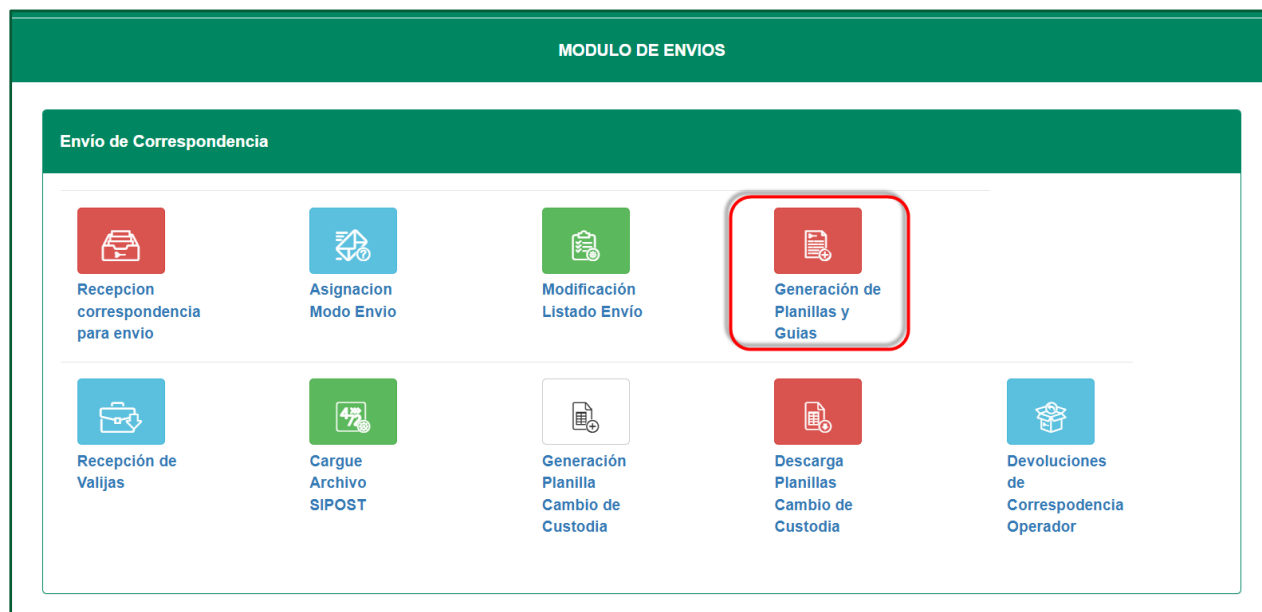 MODULO DE ENVIOS
Envío de Correspondencia
Recepcion
correspondencia
para envio
Asignacion
Modo Envio
Modificación
Listado Envío
Generación de
Planillas y
Guias
Recepción de
Valijas
472
Cargue
Archivo
SIPOST
Generación
Planilla
Cambio de
Custodia
Descarga
Planillas
Cambio de
Custodia
Devoluciones
de
Correspodencia
Operador